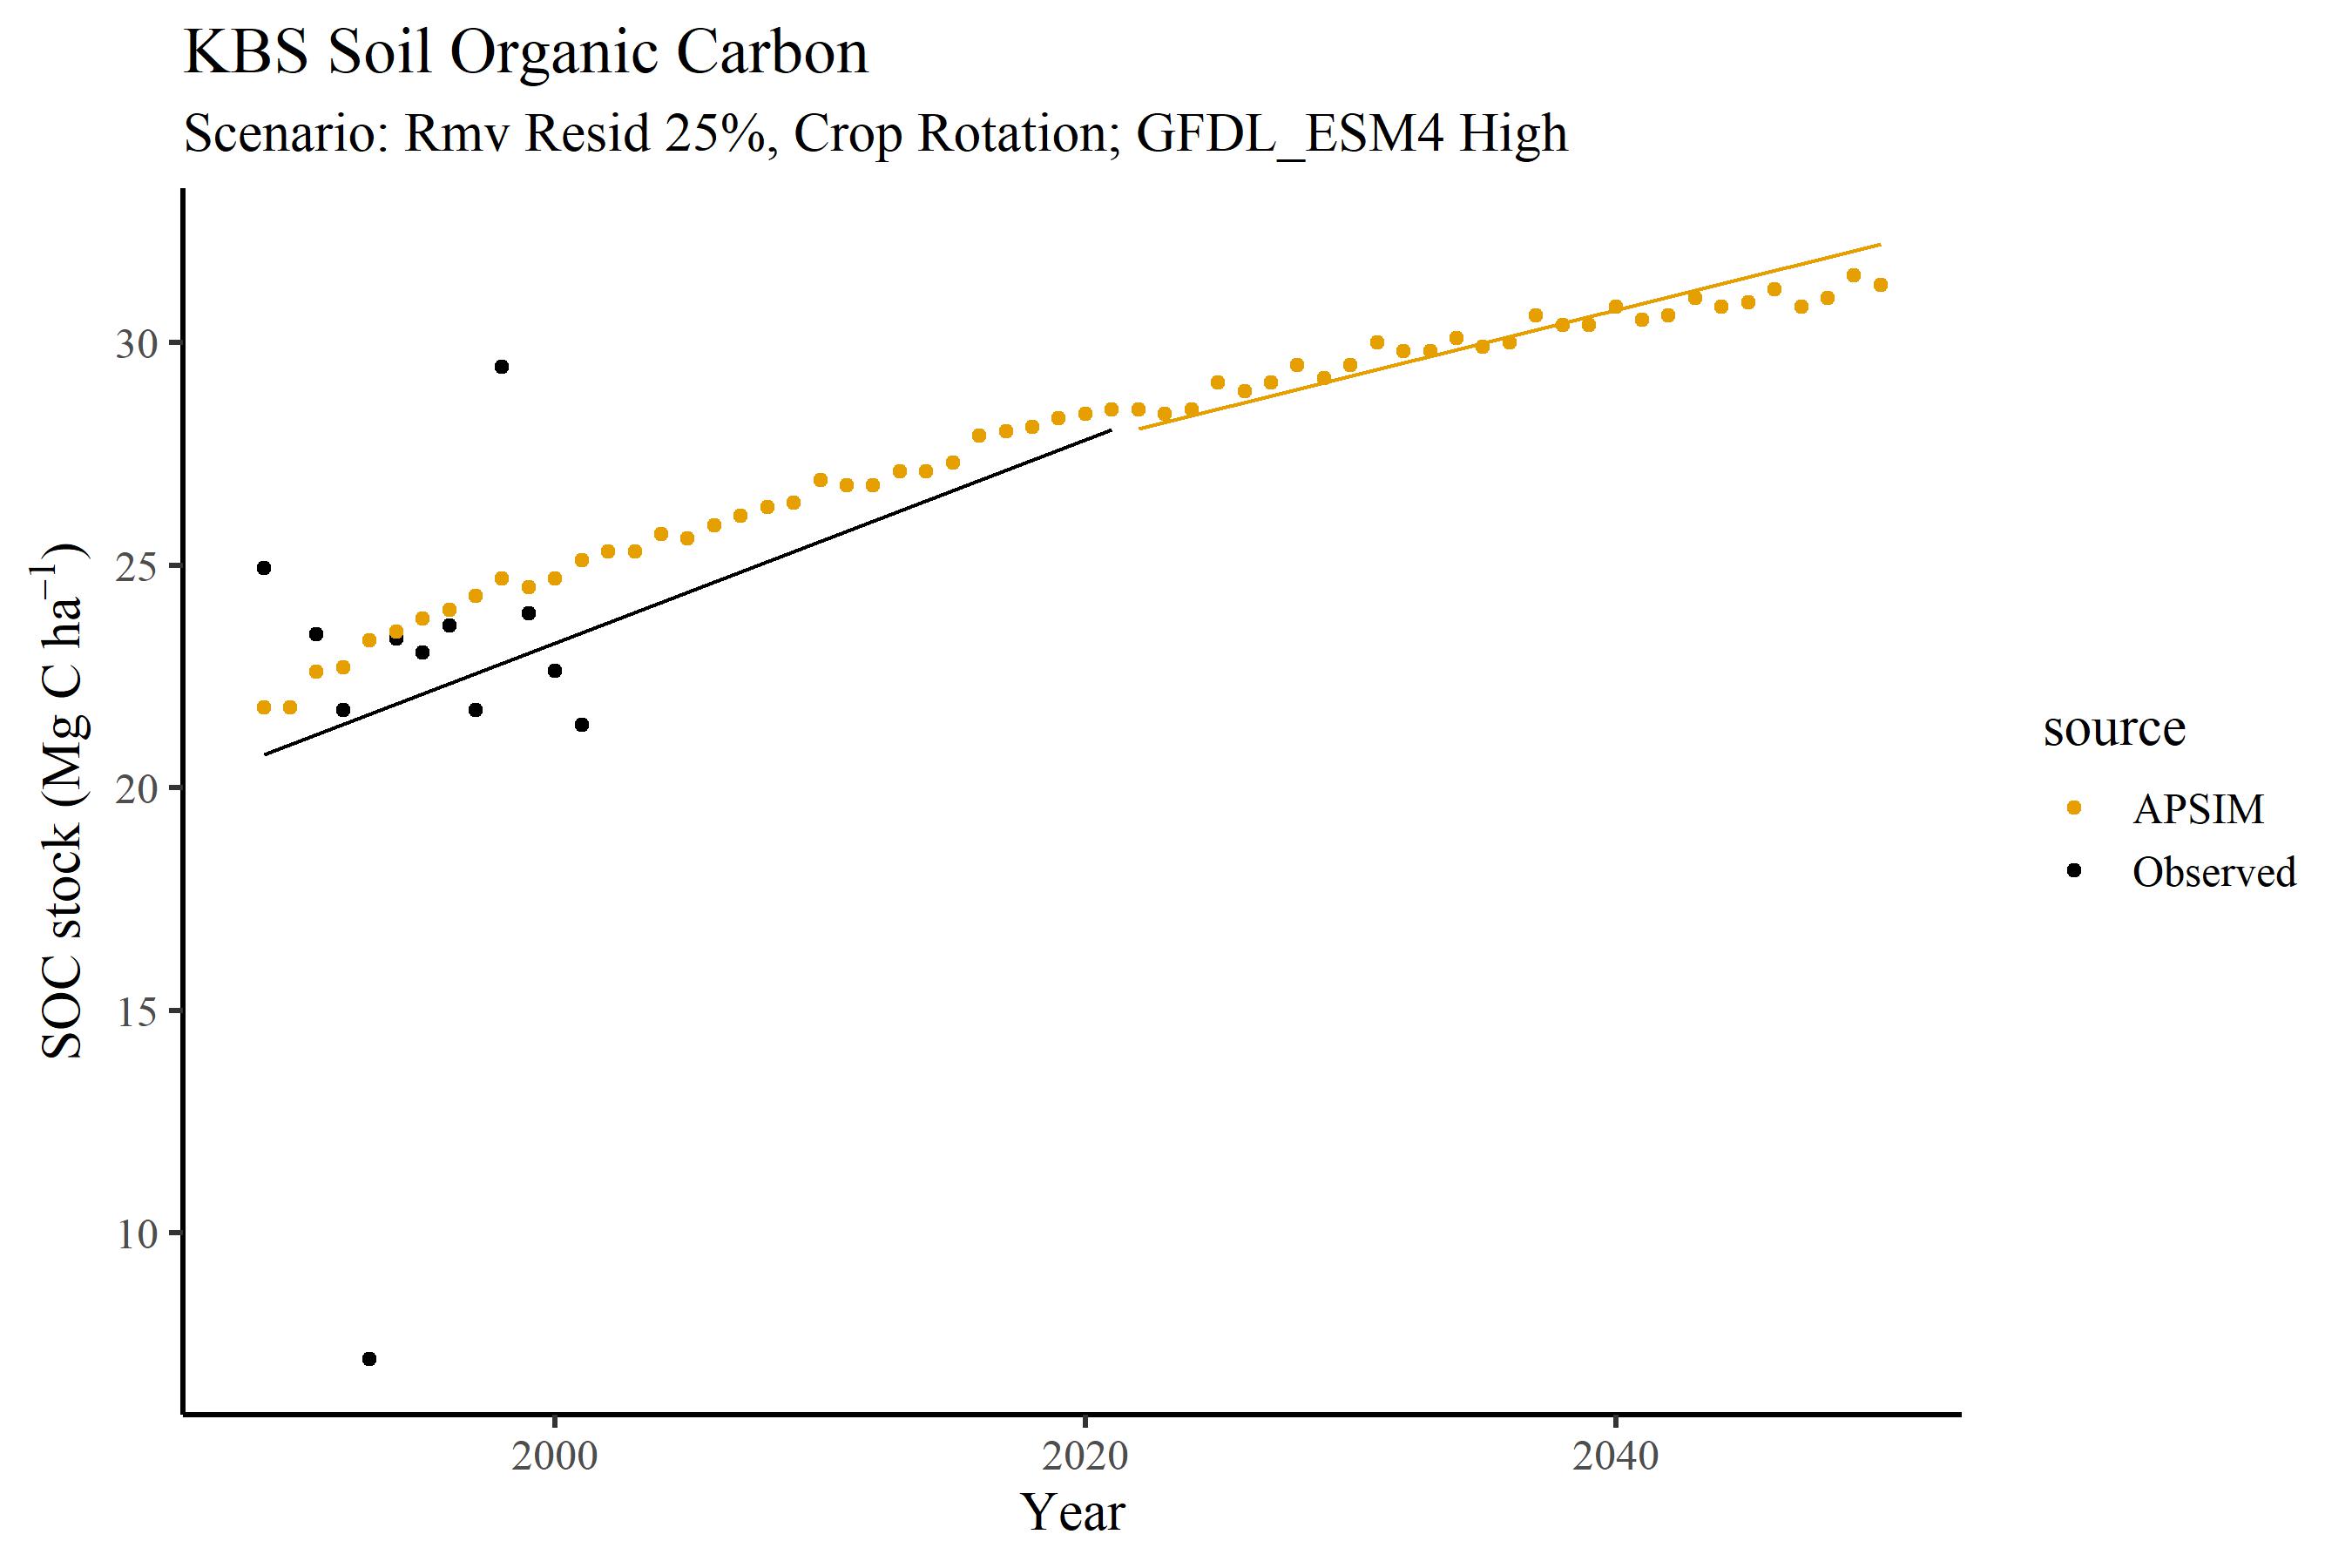 KBS Soil Organic Carbon
Scenario: Rmv Resid 25%, Crop Rotation; GFDL_ESM4 High
SOC stock (Mg C ha⁻¹)
30
25
20
15
10
2000
2020
2040
Year
source
APSIM
Observed